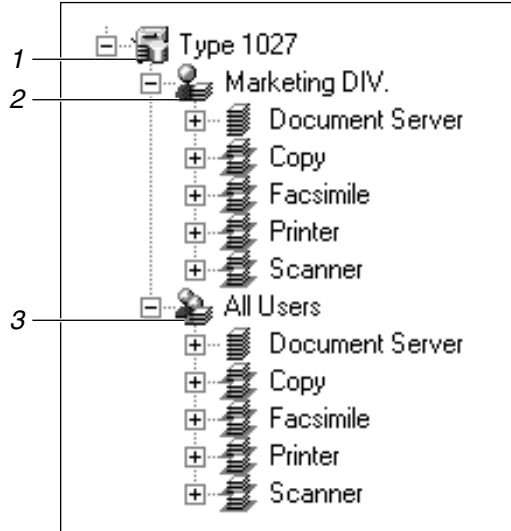 1 Type 1027
2 Marketing DIV.
Document Server
Copy
Facsimile
Printer
Scanner
3 All Users
Document Server
Copy
Facsimile
Printer
Scanner